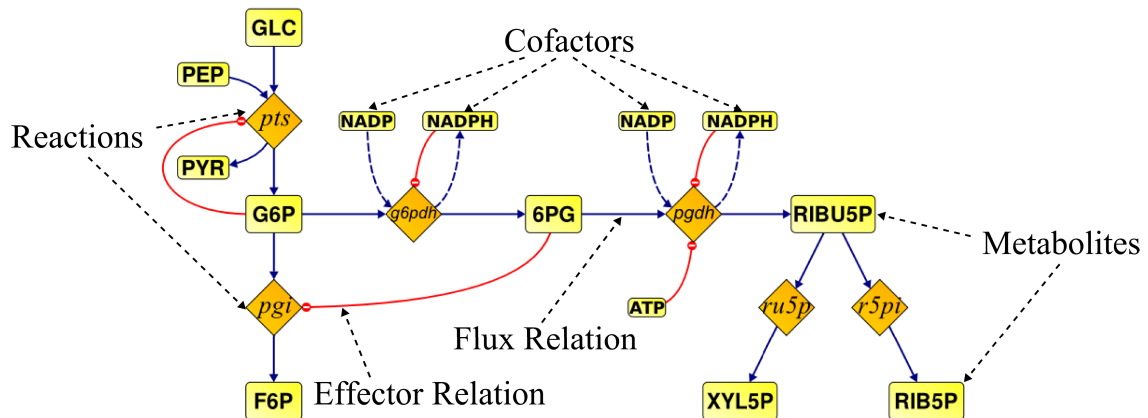 GLC
Cofactors
PEP
NADP
NADPH
NADP
NADPH
Reactions
pts
PYR
G6P
g6pdh
6PG
pgdh
RIBU5P
Metabolites
pgi
ATP
ru5p
r5pi
Flux Relation
Effector Relation
F6P
XYL5P
RIB5P